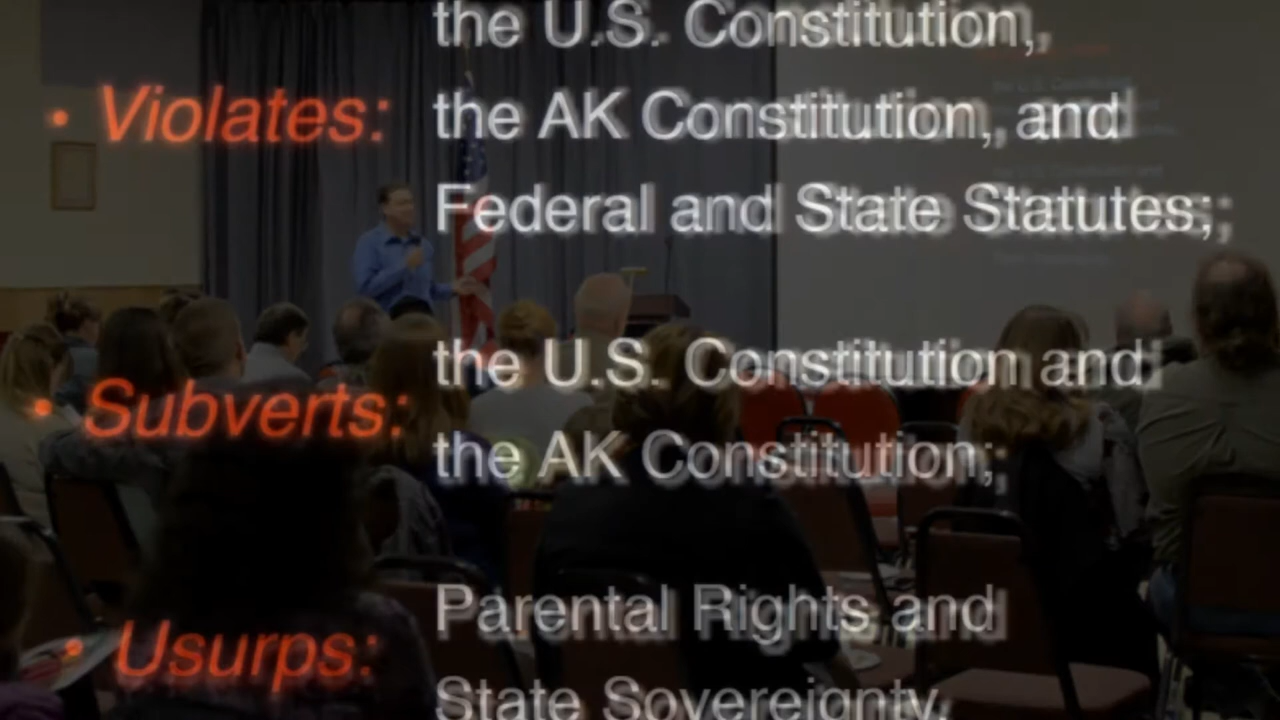 the U.S. Constitution,
• Violates: the AK Constitution, and
Federal and State Statutes;
the U.S. Constitution and
• Subverts:
the AK Constitution;
Parental Rights and
• Usurps:
State Sovereignty.